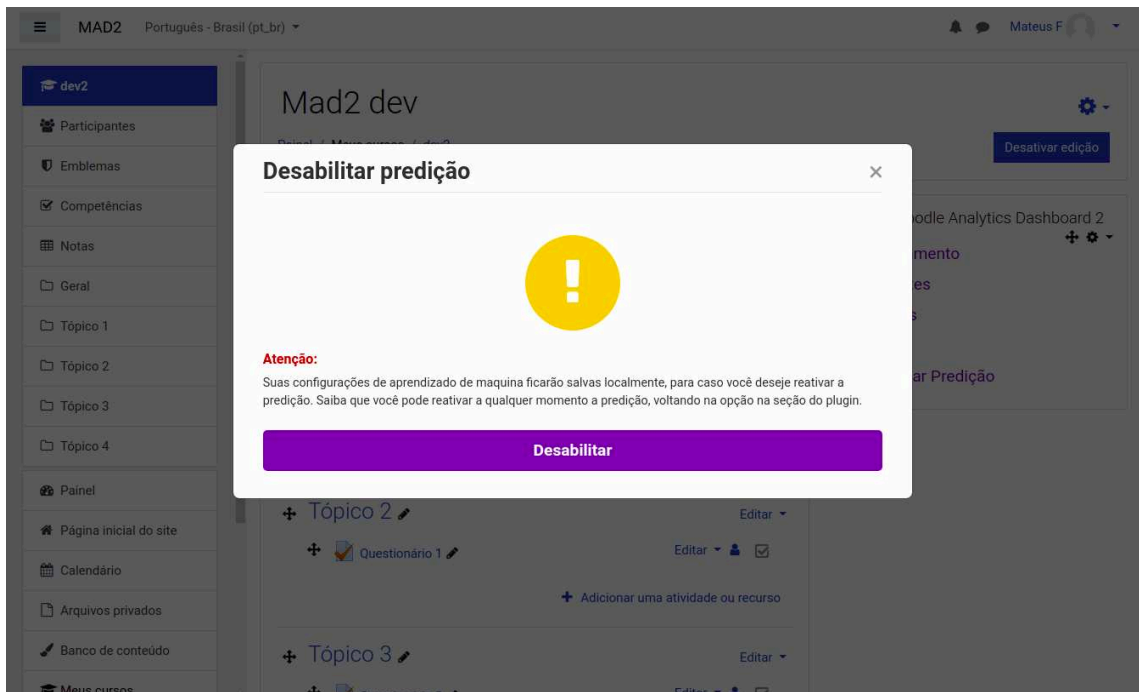 MAD2 Português - Brasil (pt_br)
Mateus F
dev2
Participantes
Emblemas
Competências
Notas
Geral
Tópico 1
Tópico 2
Tópico 3
Tópico 4
Painel
Página inicial do site
Calendário
Arquivos privados
Banco de conteúdo
Meus cursos
Mad2 dev
Desativar edição
Desabilitar predição
×
!
Atenção:
Suas configurações de aprendizado de maquina ficarão salvas localmente, para caso você deseje reativar a
predição. Saiba que você pode reativar a qualquer momento a predição, voltando na opção na seção do plugin.
Desabilitar
oodle Analytics Dashboard 2
mento
es
s
ar Predição
Tópico 2
Editar
Questionário 1
Editar
Adicionar uma atividade ou recurso
Tópico 3
Editar
Editar